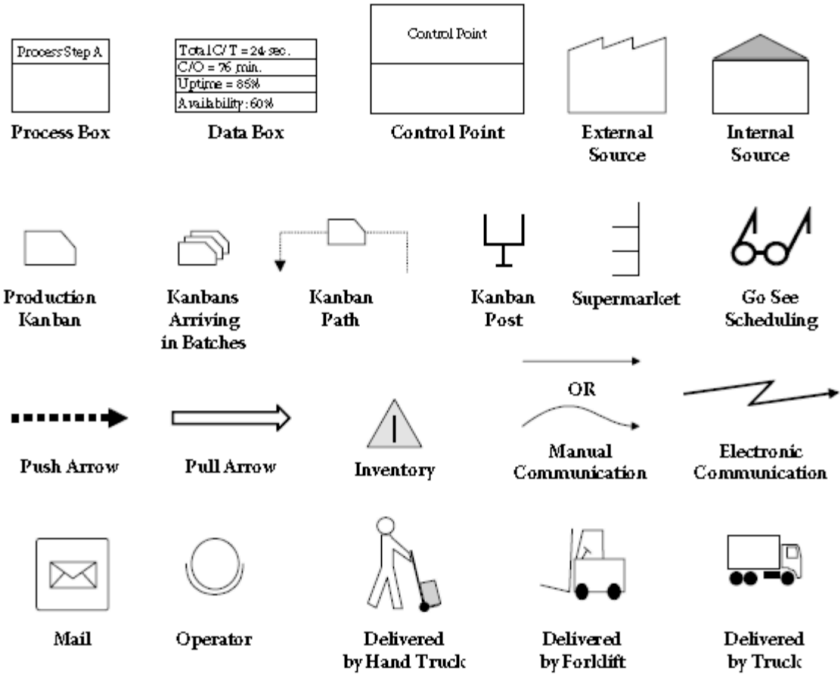 Process Step A
Total C/T = 24 sec.
C/O = 76 min.
Uptime = 85%
Availability: 60%
Control Point
Process Box
Data Box
Control Point
External
Source
Internal
Source
Production
Kanban
Kanbans
Arriving
in Batches
Kanban
Path
Kanban
Post
Supermarket
Go See
Scheduling
Push Arrow
Pull Arrow
I
Inventory
OR
Manual
Communication
Electronic
Communication
Mail
Operator
Delivered
by Hand Truck
Delivered
by Forklift
Delivered
by Truck